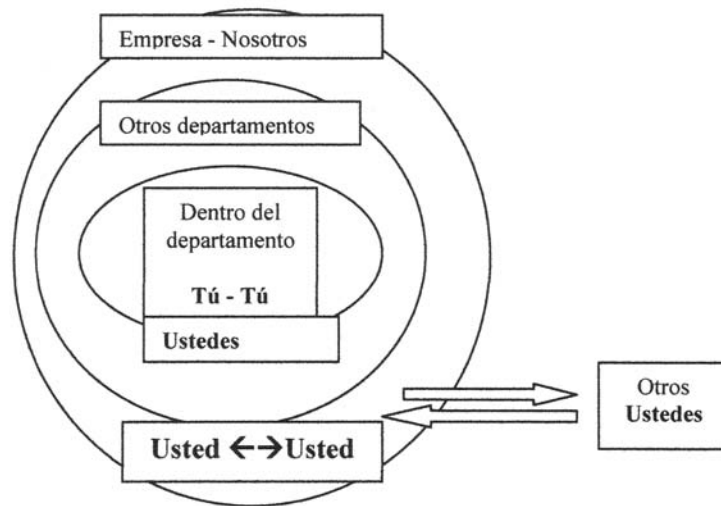 Empresa - Nosotros
Otros departamentos
Dentro del
departamento
Tú - Tú
Ustedes
Otros
Ustedes
Usted ←→Usted